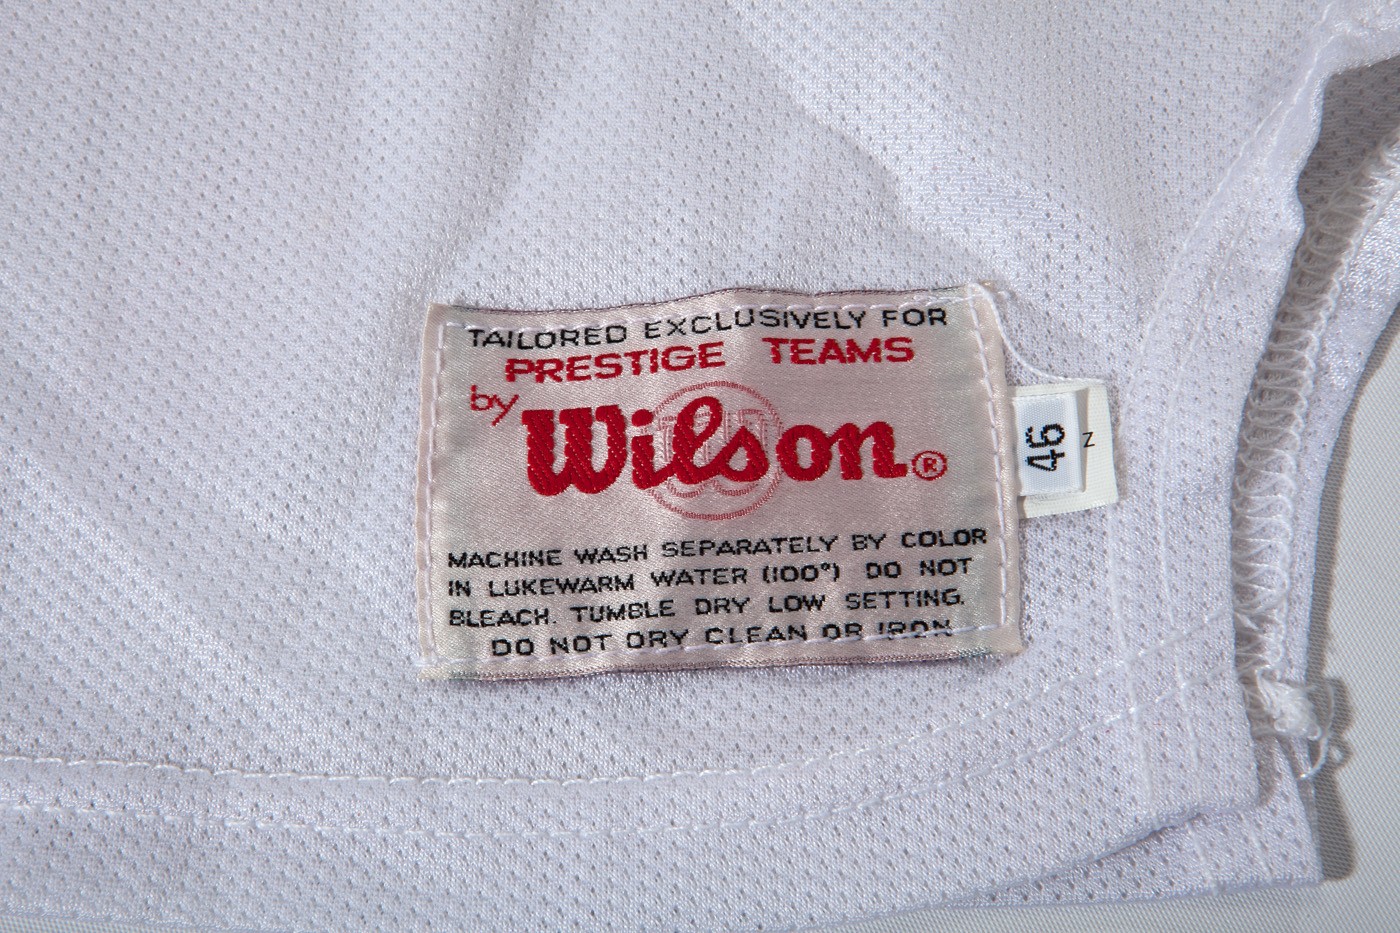 TAILORED EXCLUSIVELY FOR
PRESTIGE TEAMS
by Wilson®
MACHINE WASH SEPARATELY BY COLOR
IN LUKEWARM WATER (100°) DO NOT
BLEACH. TUMBLE DRY LOW SETTING.
DO NOT DRY CLEAN OR IRON
46
Z